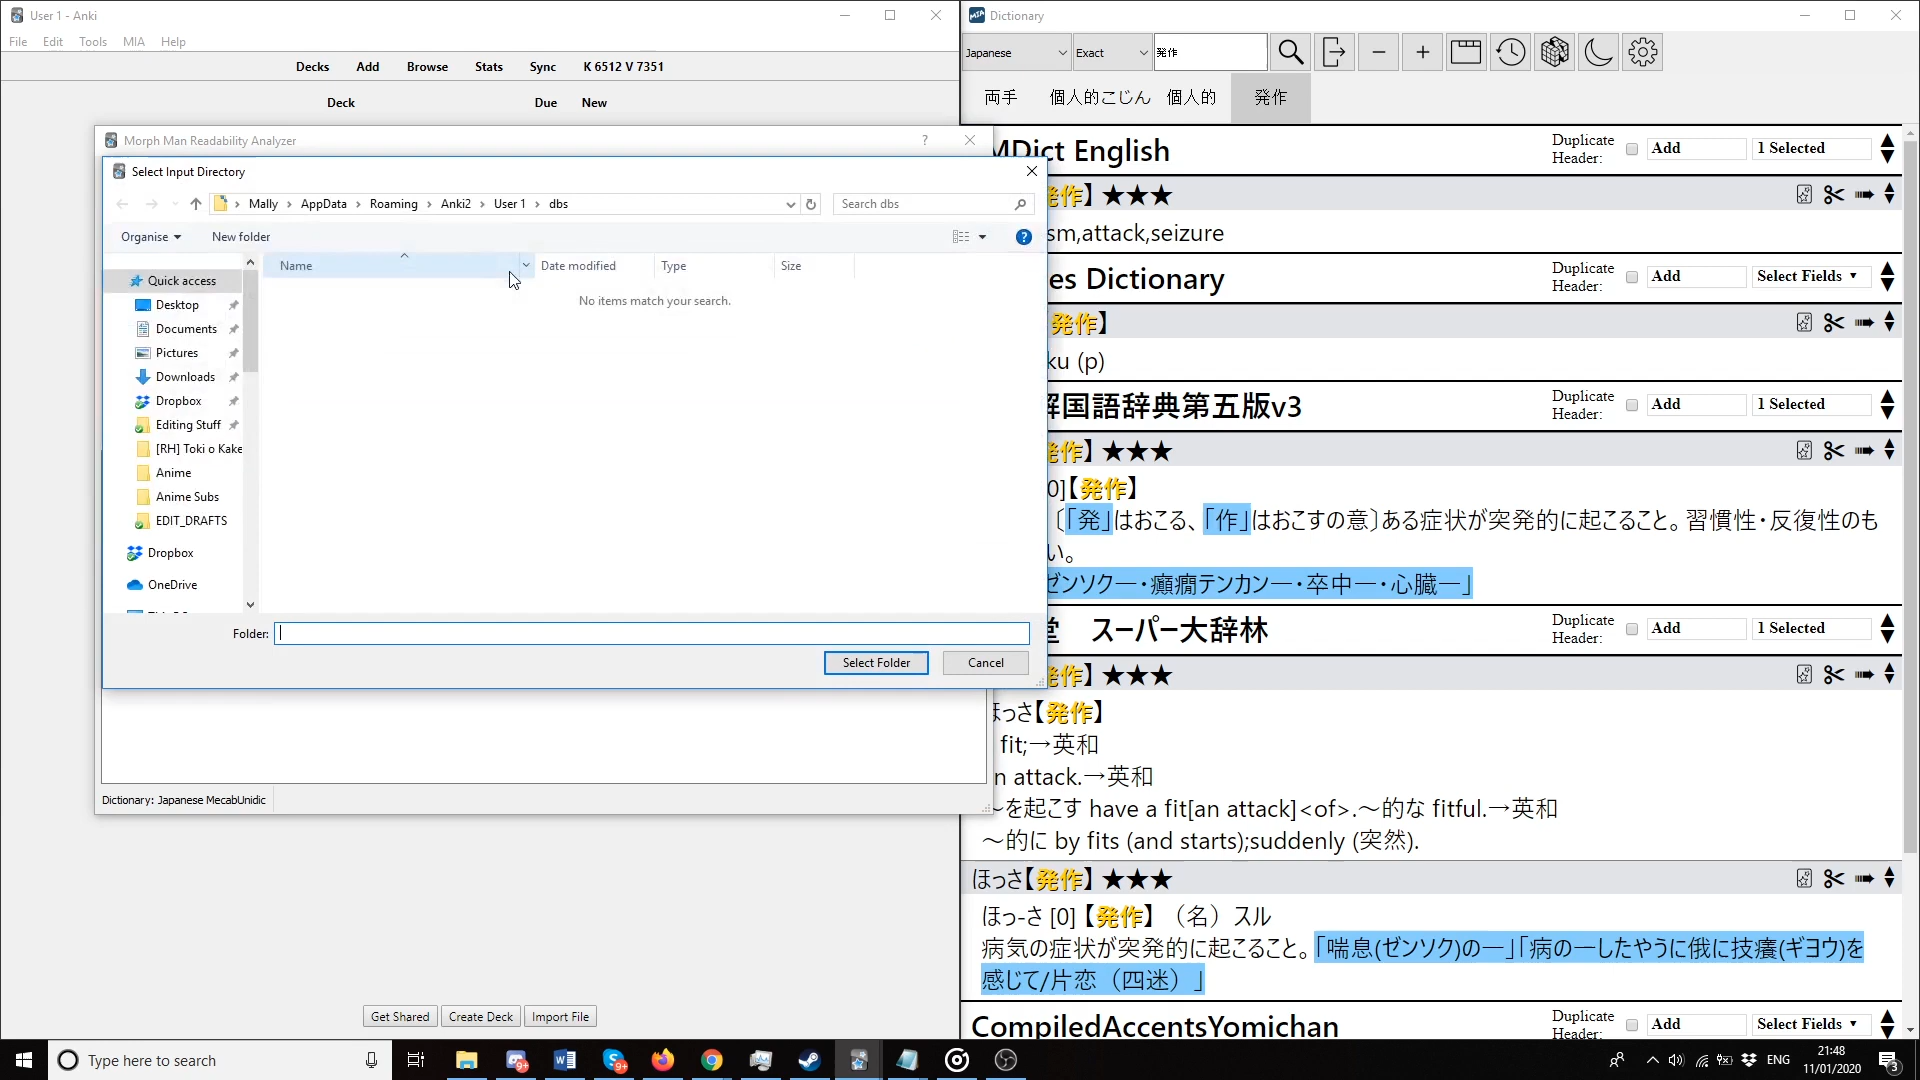 User 1 - Anki
File Edit Tools MIA Help
Decks Add Browse Stats Sync K 6512 V 7351
Deck Due New
Morph Man Readability Analyzer
?
Select Input Directory
Mally AppData Roaming Anki2 User 1 dbs
Search dbs
Organise New folder
?
Name Date modified Type Size
No items match your search.
Quick access
Desktop
Documents
Pictures
Downloads
Dropbox
Editing Stuff
[RH] Toki o Kake
Anime
Anime Subs
EDIT_DRAFTS
Dropbox
OneDrive
Folder:
Select Folder Cancel
Dictionary: Japanese MecabUnidic
Get Shared Create Deck Import File
MIA Dictionary
Japanese Exact 発作
両手 個人的こじん 個人的 発作
MDict English Duplicate Header: Add 1 Selected
発作】★★★
sm,attack,seizure
es Dictionary Duplicate Header: Add Select Fields ▼
発作】
ku (p)
解国語辞典第五版v3 Duplicate Header: Add 1 Selected
発作】★★★
0]【発作】
〔「発」はおこる、「作」はおこすの意〕ある症状が突発的に起こること。習慣性・反復性のも
い。
ゼンソク―・癲癇テンカン―・卒中―・心臓―」
堂 スーパー大辞林 Duplicate Header: Add 1 Selected
発作】★★★
ほっさ【発作】
fit;→英和
n attack.→英和
～を起こす have a fit[an attack]<of>.～的な fitful.→英和
～的に by fits (and starts);suddenly (突然).
ほっさ【発作】★★★
ほっ-さ [0]【発作】（名）スル
病気の症状が突発的に起こること。「喘息(ゼンソク)の―」「病の―したやうに俄に技癢(ギヨウ)を
感じて/片恋（四迷）」
CompiledAccentsYomichan Duplicate Header: Add Select Fields ▼
Type here to search
ENG
21:48
11/01/2020
3